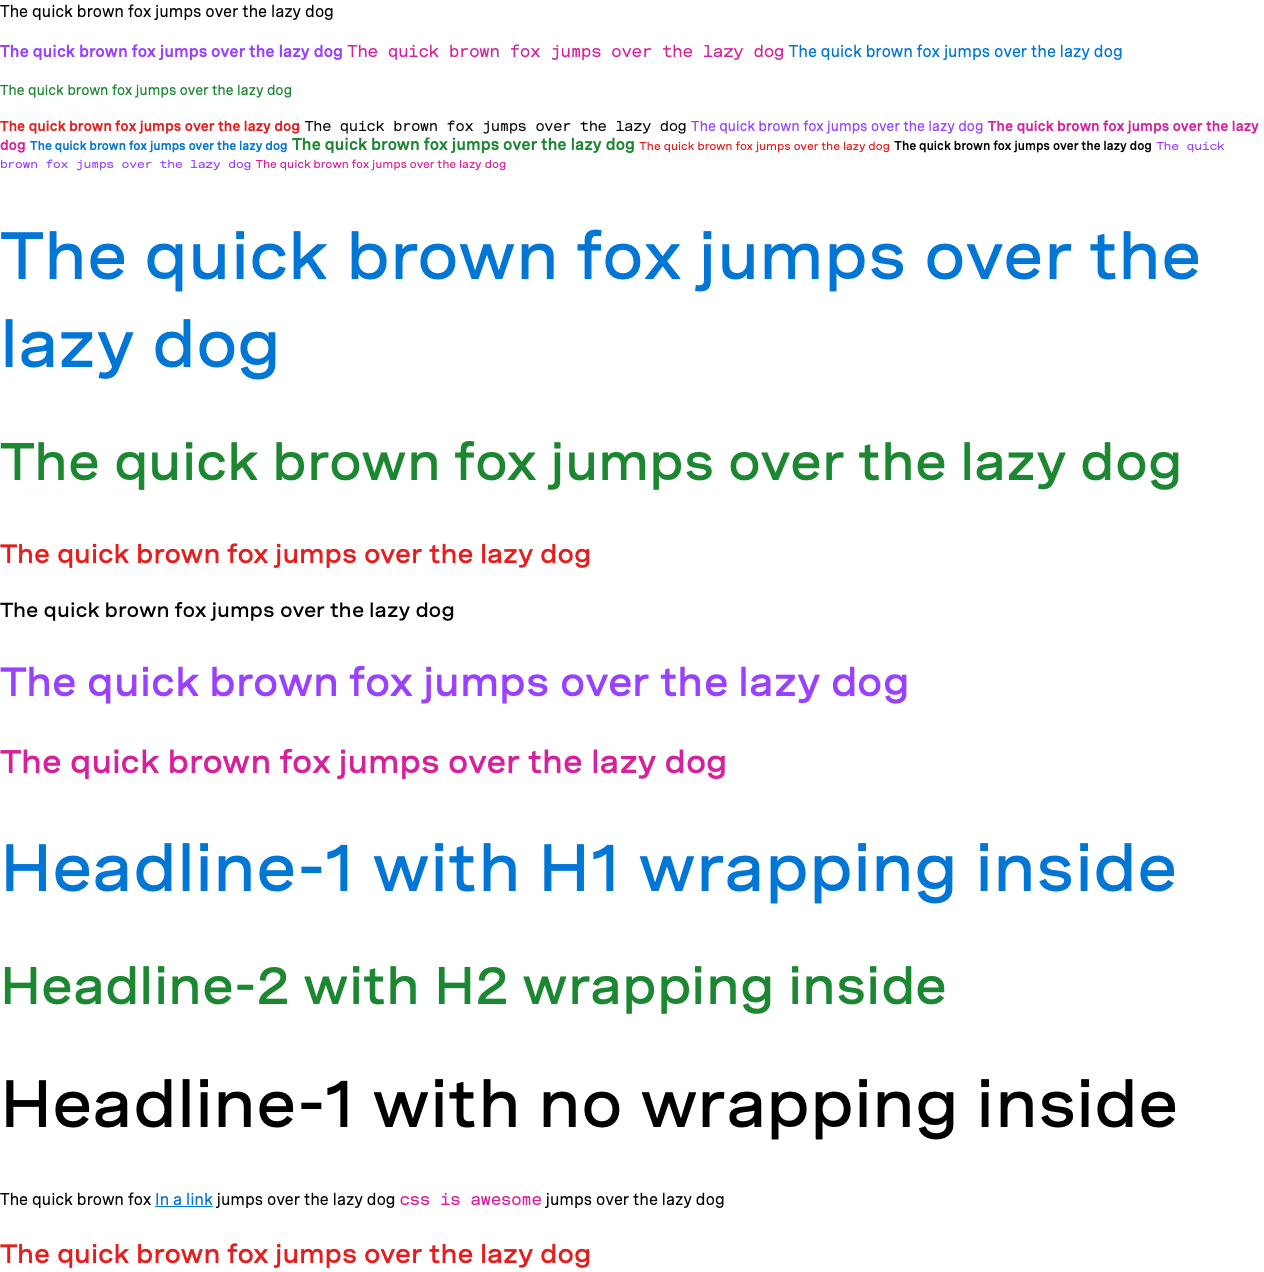 The quick brown fox jumps over the lazy dog
The quick brown fox jumps over the lazy dog The quick brown fox jumps over the lazy dog The quick brown fox jumps over the lazy dog
The quick brown fox jumps over the lazy dog
The quick brown fox jumps over the lazy dog The quick brown fox jumps over the lazy dog The quick brown fox jumps over the lazy dog The quick brown fox jumps over the lazy
dog The quick brown fox jumps over the lazy dog The quick brown fox jumps over the lazy dog The quick brown fox jumps over the lazy dog The quick brown fox jumps over the lazy dog The quick
brown fox jumps over the lazy dog The quick brown fox jumps over the lazy dog
The quick brown fox jumps over the
lazy dog
The quick brown fox jumps over the lazy dog
The quick brown fox jumps over the lazy dog
The quick brown fox jumps over the lazy dog
The quick brown fox jumps over the lazy dog
The quick brown fox jumps over the lazy dog
Headline-1 with H1 wrapping inside
Headline-2 with H2 wrapping inside
Headline-1 with no wrapping inside
The quick brown fox In a link jumps over the lazy dog css is awesome jumps over the lazy dog
The quick brown fox jumps over the lazy dog